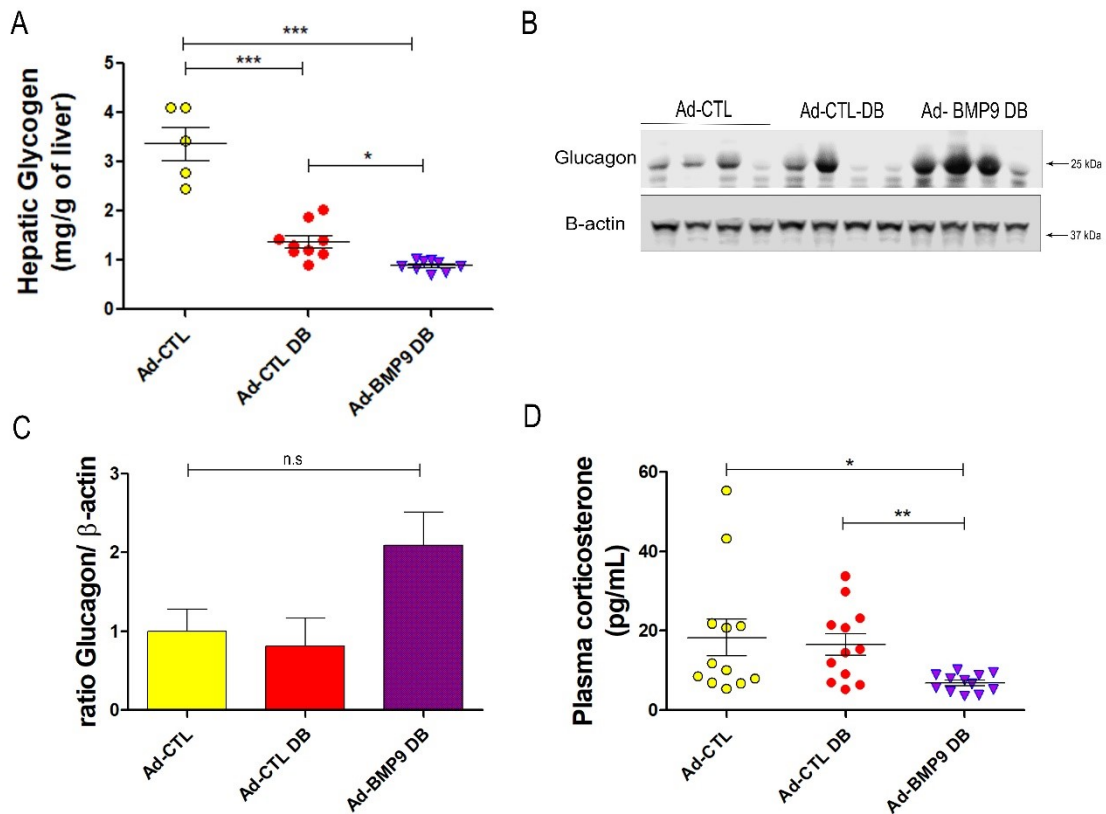 A
Hepatic Glycogen
(mg/g of liver)
5
4
3
2
1
0
***
***
*
Ad-CTL
Ad-CTL DB
Ad-BMP9 DB
B
Ad-CTL
Ad-CTL-DB
Ad- BMP9 DB
Glucagon
25 kDa
B-actin
37 kDa
C
ratio Glucagon/ β-actin
3
2
1
0
n.s
Ad-CTL
Ad-CTL DB
Ad-BMP9 DB
D
Plasma corticosterone
(pg/mL)
60
40
20
0
*
**
Ad-CTL
Ad-CTL DB
Ad-BMP9 DB